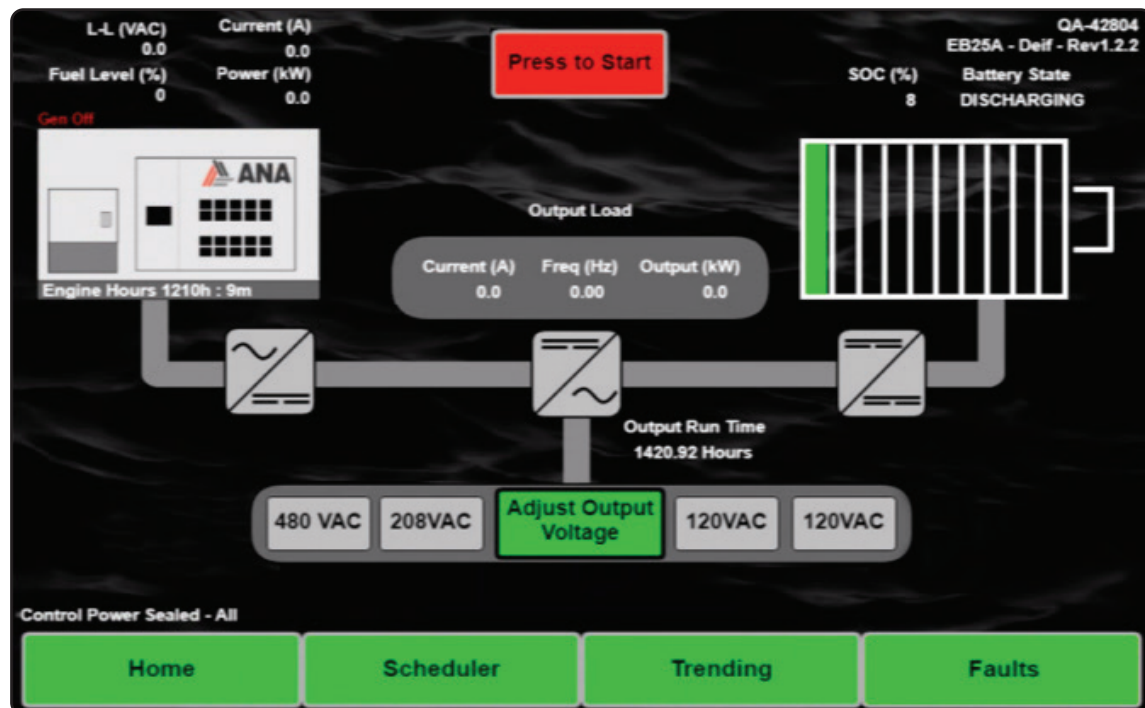 L-L (VAC) Current (A)
0.0 0.0
Fuel Level (%) Power (kW)
0 0.0
Gen Off
ANA
Engine Hours 1210h : 9m
Press to Start
QA-42804
EB25A - Deif - Rev1.2.2
SOC (%) Battery State
8 DISCHARGING
Output Load
Current (A) Freq (Hz) Output (kW)
0.0 0.00 0.0
Output Run Time
1420.92 Hours
480 VAC 208VAC Adjust Output Voltage 120VAC 120VAC
Control Power Sealed - All
Home Scheduler Trending Faults